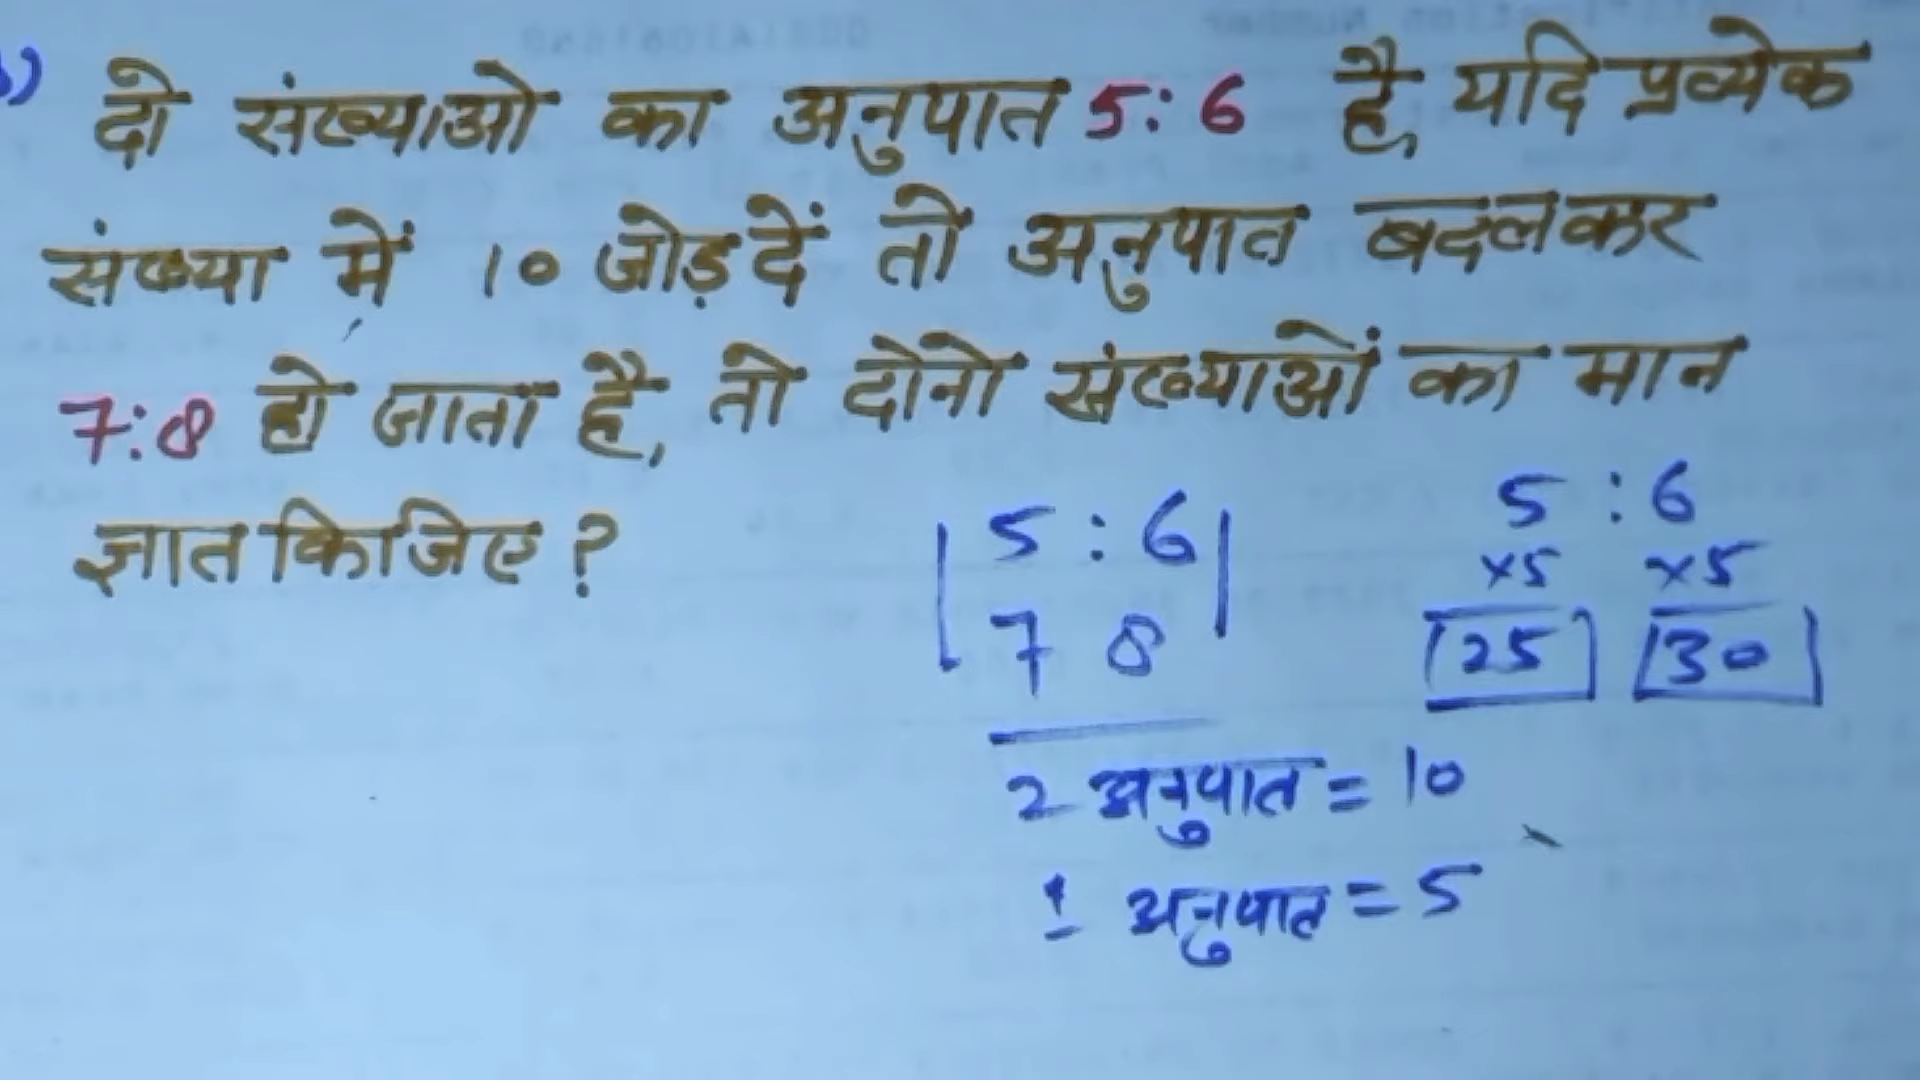 दो संख्याओ का अनुपात 5:6 है, यदि प्रत्येक
संख्या में 10 जोड़ दें तो अनुपात बदलकर
7:8 हो जाता है, तो दोनो संख्याओं का मान
ज्ञात किजिए ?
5 : 6
7 8
2 अनुपात = 10
1 अनुपात = 5
5 : 6
×5 ×5
25 30